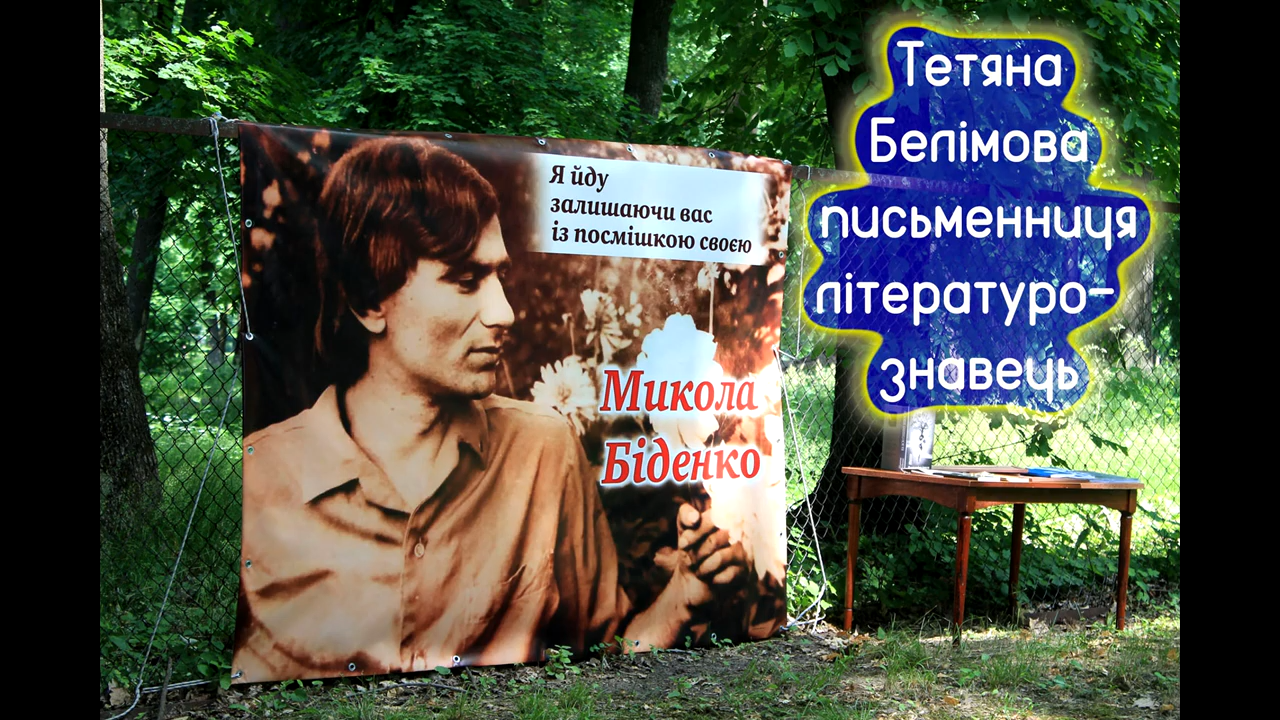 Я йду
залишаючи вас
із посмішкою своєю
Микола
Біденко
Тетяна
Белімова,
письменниця
літературо-
знавець